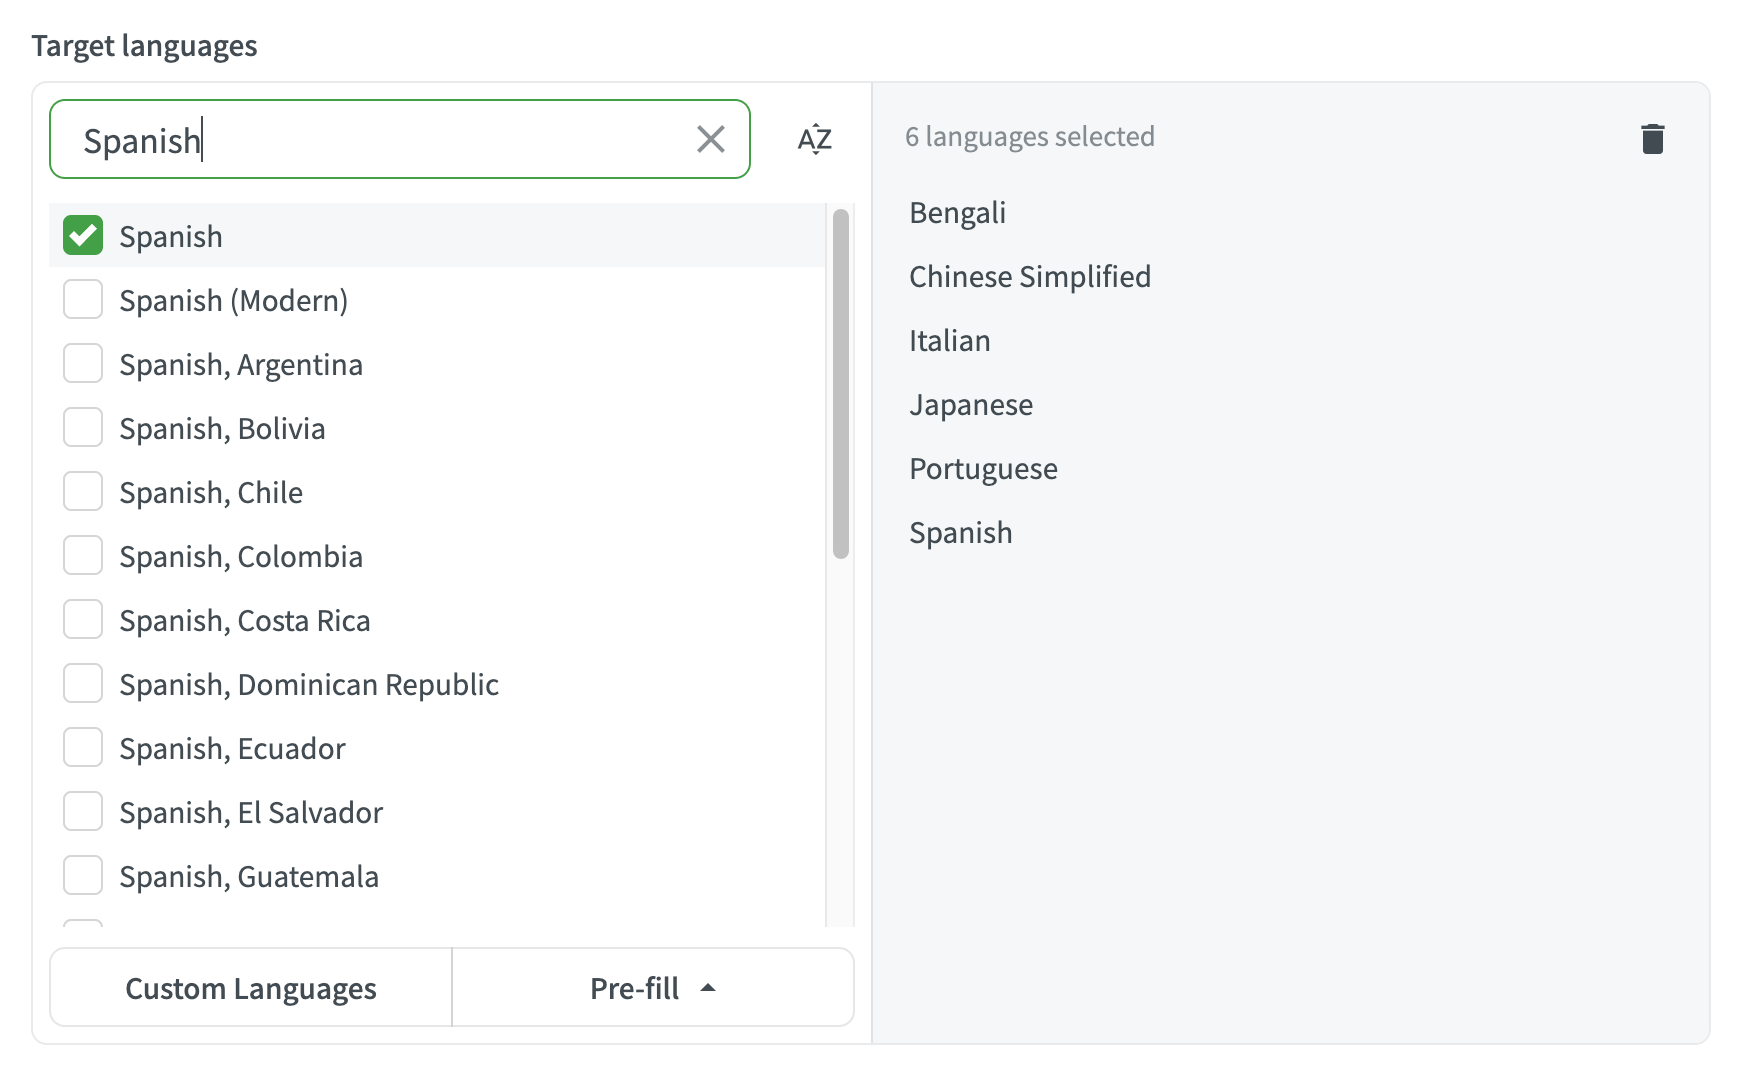 Target languages
Spanish
AZ
Spanish
Spanish (Modern)
Spanish, Argentina
Spanish, Bolivia
Spanish, Chile
Spanish, Colombia
Spanish, Costa Rica
Spanish, Dominican Republic
Spanish, Ecuador
Spanish, El Salvador
Spanish, Guatemala
Custom Languages
Pre-fill
6 languages selected
Bengali
Chinese Simplified
Italian
Japanese
Portuguese
Spanish